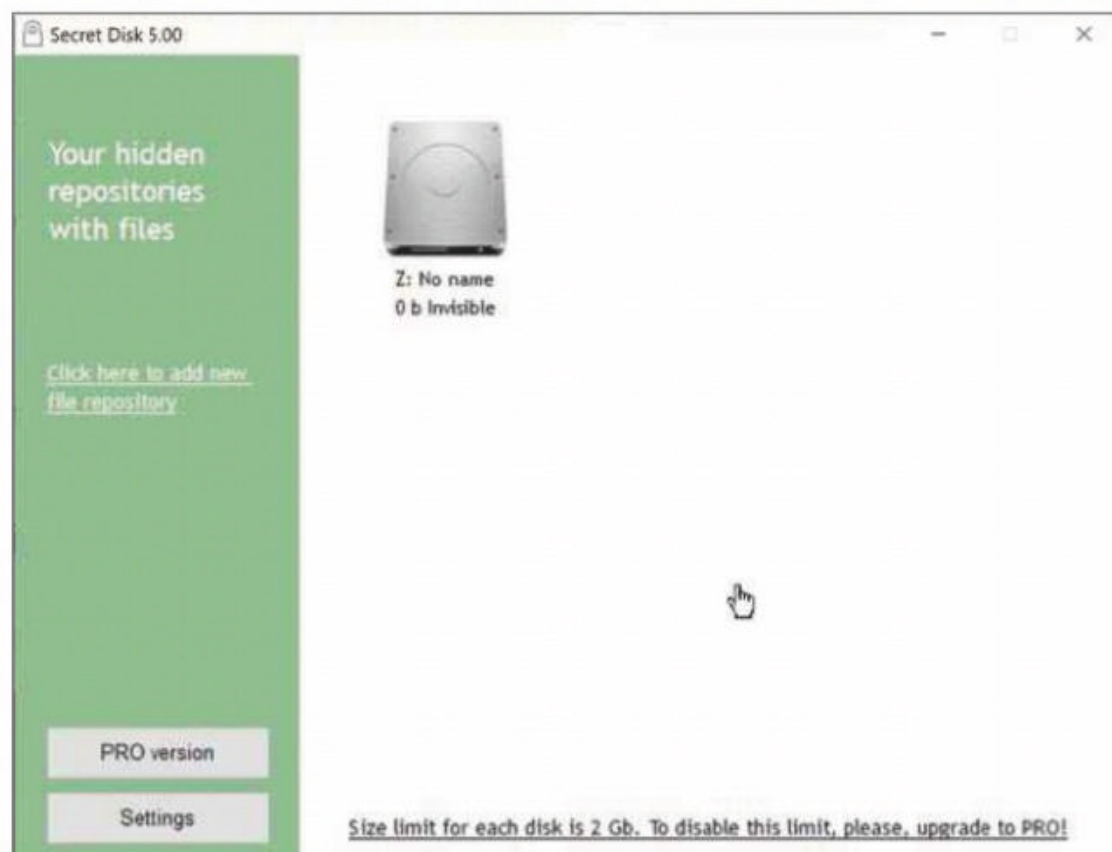 Secret Disk 5.00
Your hidden
repositories
with files
Click here to add new
file repository
PRO version
Settings
Z: No name
0 b Invisible
Size limit for each disk is 2 Gb. To disable this limit, please, upgrade to PRO!